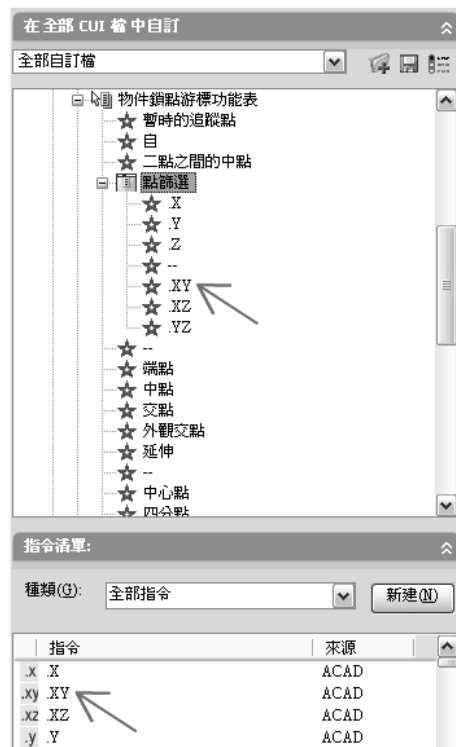 在全部 CUI 檔中自訂
全部自訂檔
物件鎖點游標功能表
暫時的追蹤點
自
二點之間的中點
點篩選
.X
.Y
.Z
--
.XY
.XZ
.YZ
--
端點
中點
交點
外觀交點
延伸
--
中心點
四分點
指令清單:
種類(G): 全部指令 新建(N)
指令 來源
.x .X ACAD
.xy .XY ACAD
.xz .XZ ACAD
.y .Y ACAD